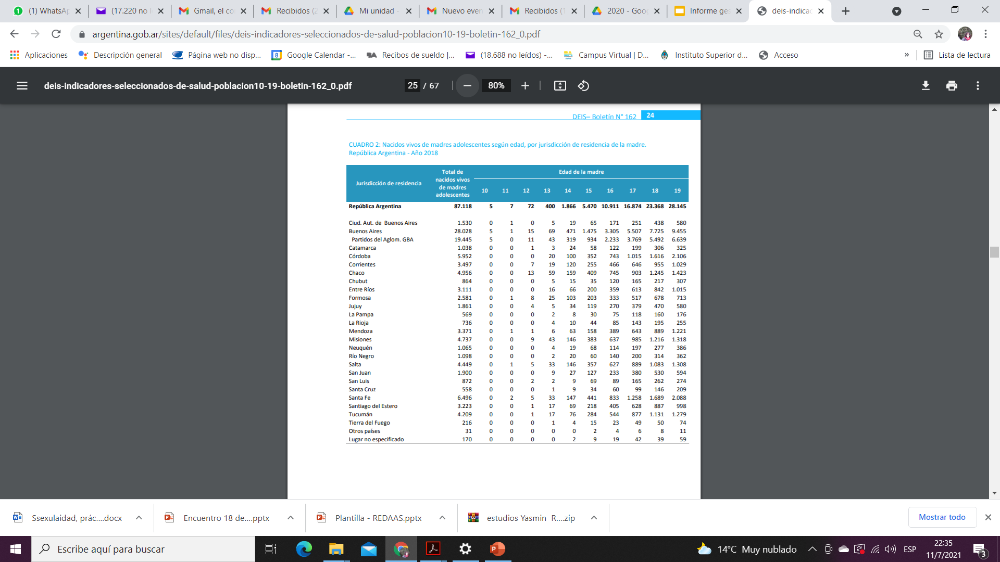 (1) WhatsAp
(17.220 no l
Gmail, el co
Recibidos (2
Mi unidad -
Nuevo even
Recibidos (1
2020 - Goog
Informe ges
deis-indicac
argentina.gob.ar/sites/default/files/deis-indicadores-seleccionados-de-salud-poblacion10-19-boletin-162_0.pdf
Aplicaciones
Descripción general
Página web no disp...
8
Google Calendar -...
Recibos de sueldo |...
(18.688 no leídos) -...
Campus Virtual | D...
Instituto Superior d...
Acceso
»
Lista de lectura
deis-indicadores-seleccionados-de-salud-poblacion10-19-boletin-162_0.pdf
25 / 67
80%
DEIS– Boletín N° 162 24
CUADRO 2: Nacidos vivos de madres adolescentes según edad, por jurisdicción de residencia de la madre.
República Argentina - Año 2018
Jurisdicción de residencia
Total de
nacidos vivos
de madres
adolescentes
Edad de la madre
10 11 12 13 14 15 16 17 18 19
República Argentina 87.118 5 7 72 400 1.866 5.470 10.911 16.874 23.368 28.145
Ciud. Aut. de Buenos Aires 1.530 0 1 0 5 19 65 171 251 438 580
Buenos Aires 28.028 5 1 15 69 471 1.475 3.305 5.507 7.725 9.455
Partidos del Aglom. GBA 19.445 5 0 11 43 319 934 2.233 3.769 5.492 6.639
Catamarca 1.038 0 0 1 3 24 58 122 199 306 325
Córdoba 5.952 0 0 0 20 100 352 743 1.015 1.616 2.106
Corrientes 3.497 0 0 7 19 120 255 466 646 955 1.029
Chaco 4.956 0 0 13 59 159 409 745 903 1.245 1.423
Chubut 864 0 0 0 5 15 35 120 165 217 307
Entre Ríos 3.111 0 0 0 16 66 200 359 613 842 1.015
Formosa 2.581 0 1 8 25 103 203 333 517 678 713
Jujuy 1.861 0 0 4 5 34 119 270 379 470 580
La Pampa 569 0 0 0 2 8 30 75 118 160 176
La Rioja 736 0 0 0 4 10 44 85 143 195 255
Mendoza 3.371 0 1 1 6 63 158 389 643 889 1.221
Misiones 4.737 0 0 9 43 146 383 637 985 1.216 1.318
Neuquén 1.065 0 0 0 4 19 68 114 197 277 386
Río Negro 1.098 0 0 0 2 20 60 140 200 314 362
Salta 4.449 0 1 5 33 146 357 627 889 1.083 1.308
San Juan 1.900 0 0 0 9 27 127 233 380 530 594
San Luis 872 0 0 2 2 9 69 89 165 262 274
Santa Cruz 558 0 0 0 1 9 34 60 99 146 209
Santa Fe 6.496 0 2 5 33 147 441 833 1.258 1.689 2.088
Santiago del Estero 3.223 0 0 1 17 69 218 405 628 887 998
Tucumán 4.209 0 0 1 17 76 284 544 877 1.131 1.279
Tierra del Fuego 216 0 0 0 1 4 15 23 49 50 74
Otros países 31 0 0 0 0 0 2 4 6 8 11
Lugar no especificado 170 0 0 0 0 2 9 19 42 39 59
Ssexulaidad, prác....docx
Encuentro 18 de....pptx
Plantilla - REDAAS.pptx
estudios Yasmin R....zip
Mostrar todo
Escribe aquí para buscar
14°C Muy nublado
ESP
22:35
11/7/2021
3